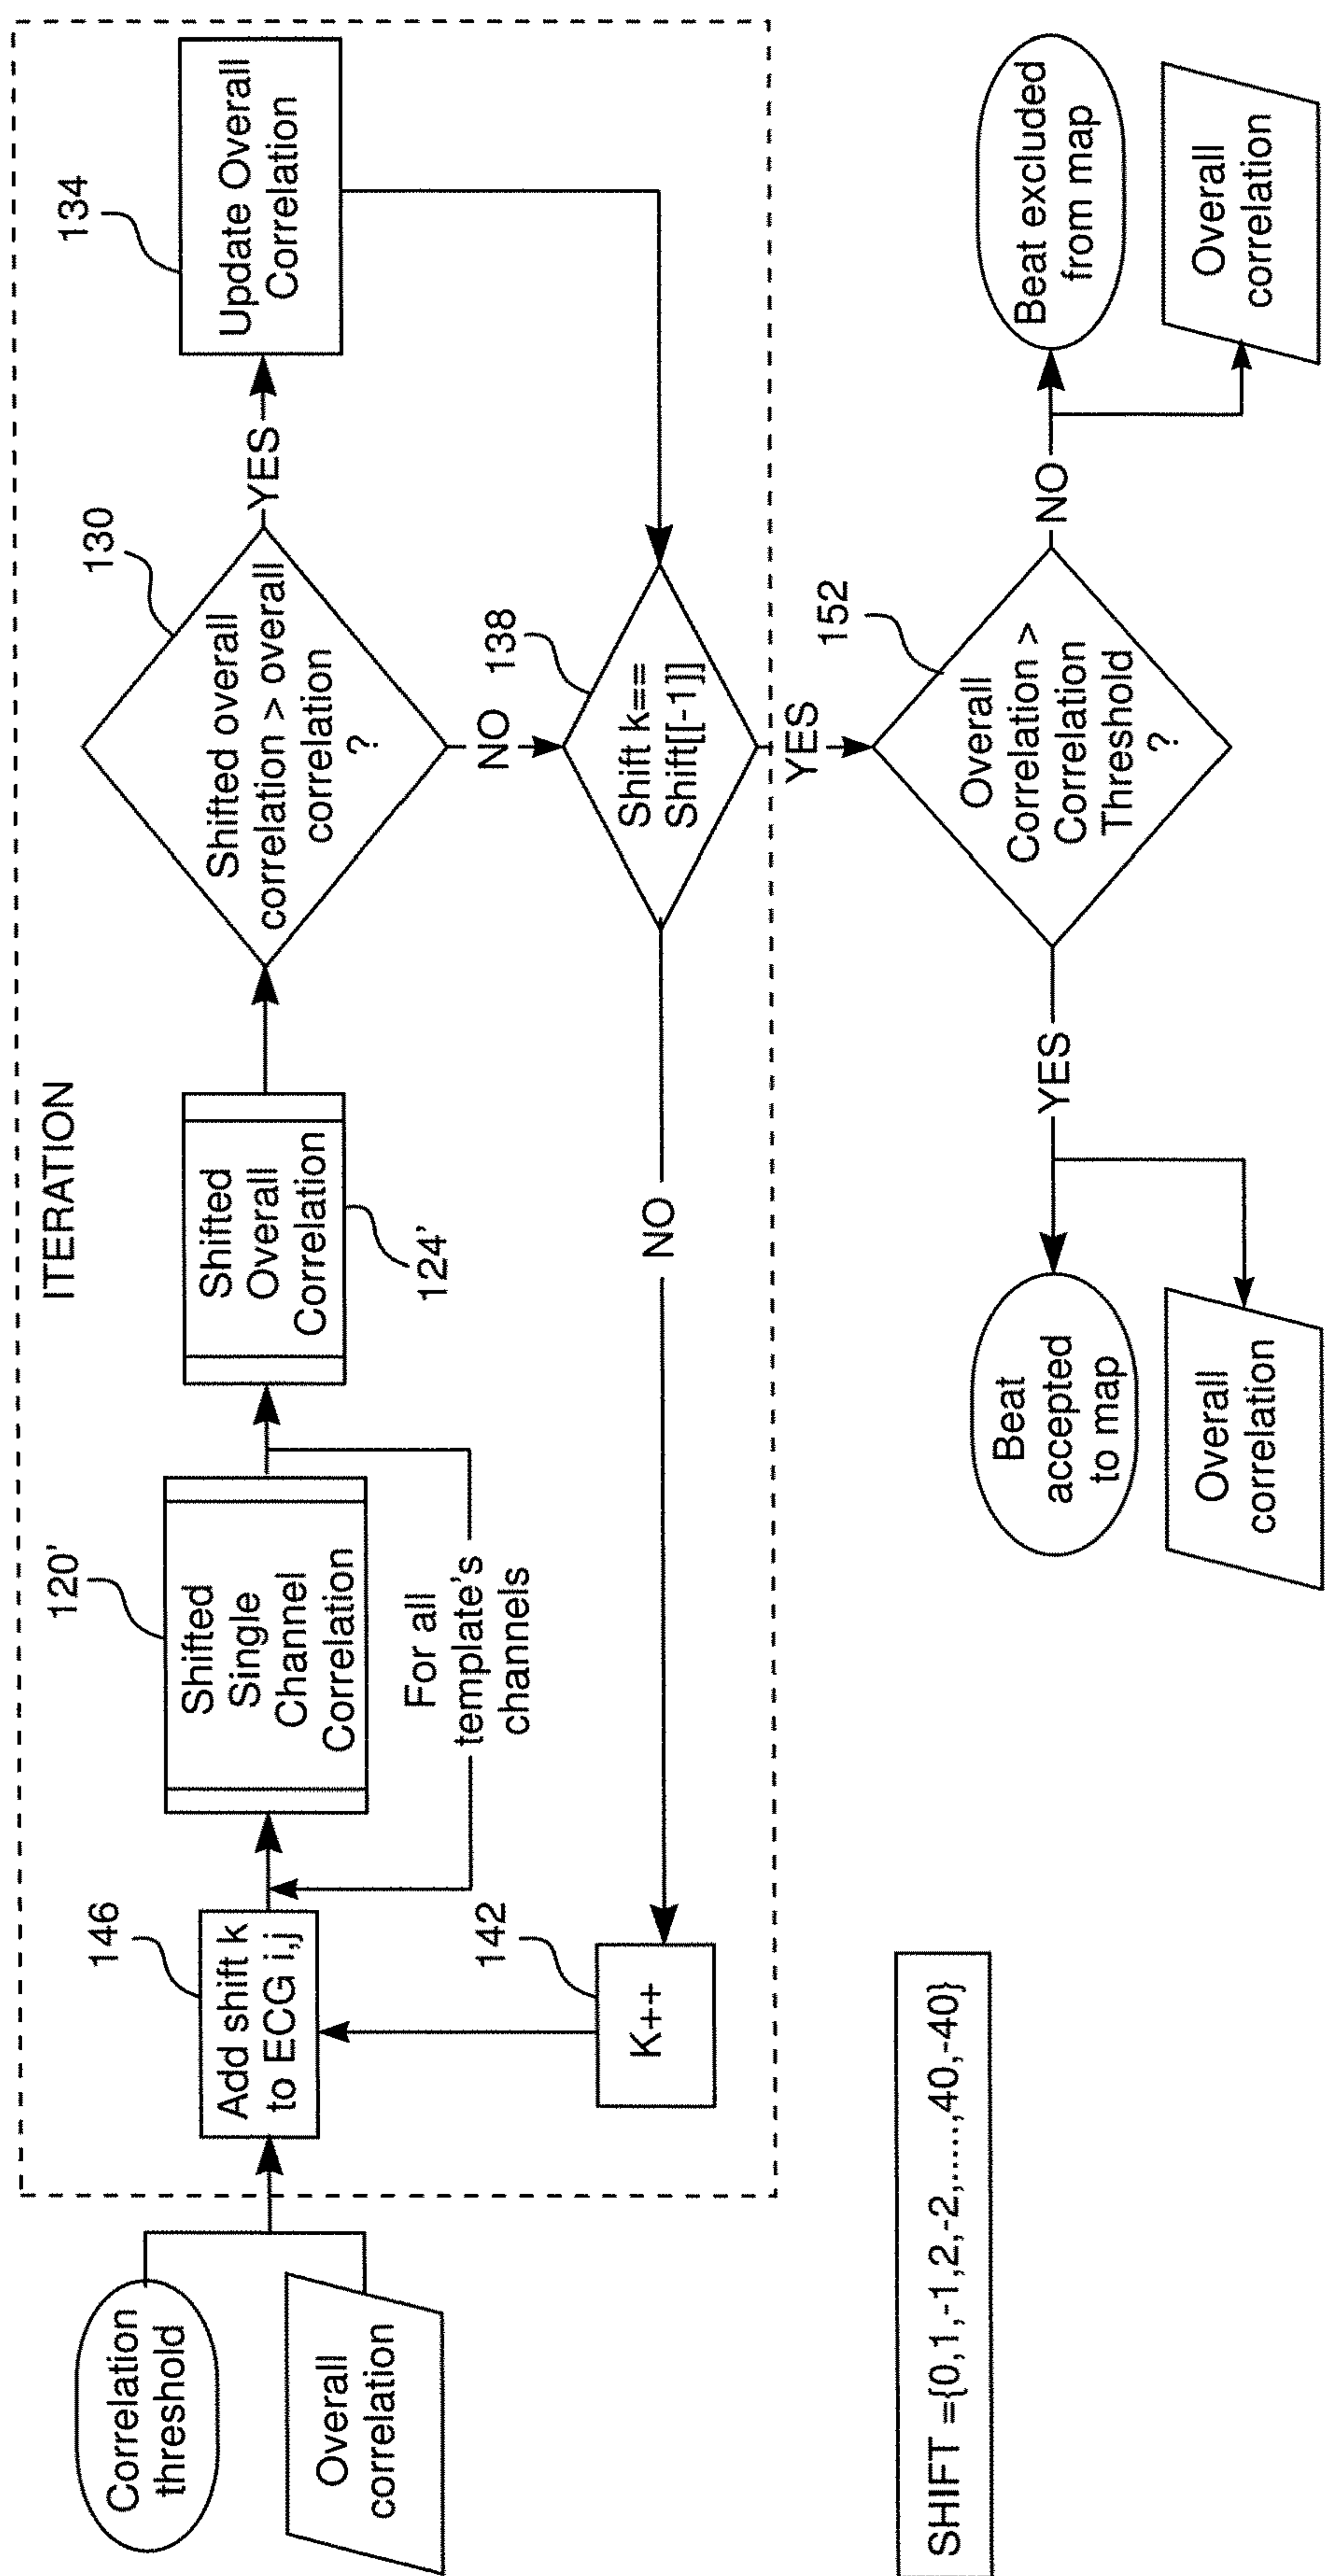 ITERATION
Correlation
threshold
Overall
correlation
146
Add shift k
to ECG i,j
120'
Shifted
Single
Channel
Correlation
For all
template's
channels
Shifted
Overall
Correlation
124'
130
Shifted overall
correlation > overall
correlation
?
YES
134
Update Overall
Correlation
NO
138
Shift k==
Shift[[-1]]
NO
142
K++
YES
152
Overall
Correlation >
Correlation
Threshold
?
YES
Beat
accepted
to map
Overall
correlation
NO
Beat excluded
from map
Overall
correlation
SHIFT ={0,1,-1,2,-2,.....,40,-40}